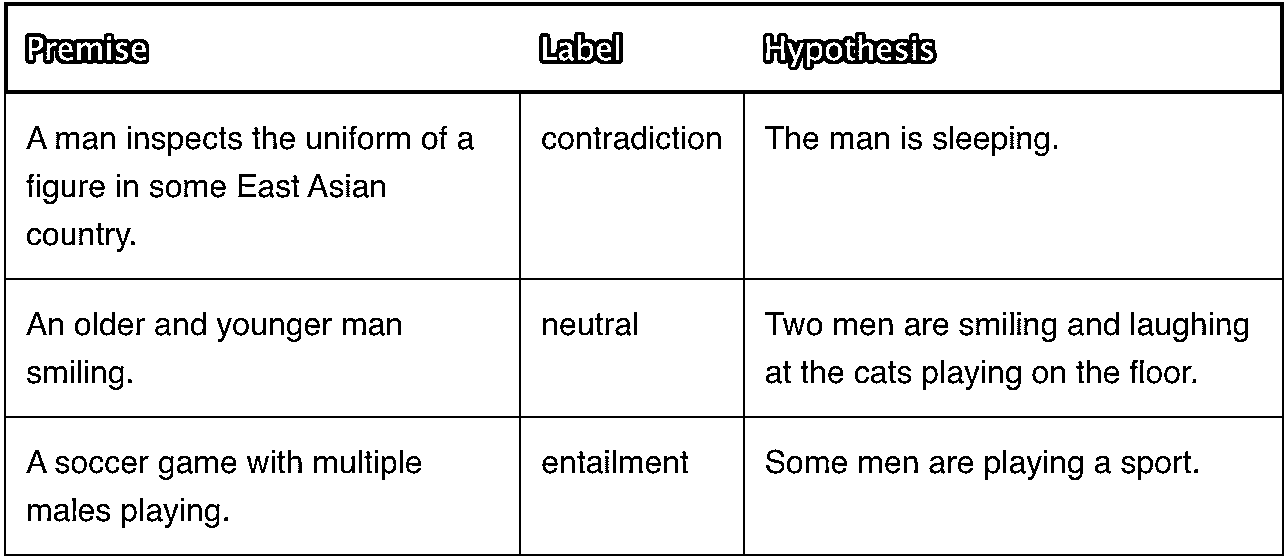 Premise Label Hypothesis
A man inspects the uniform of a contradiction The man is sleeping.
figure in some East Asian
country.
An older and younger man neutral Two men are smiling and laughing
smiling. at the cats playing on the floor.
A soccer game with multiple entailment Some men are playing a sport.
males playing.